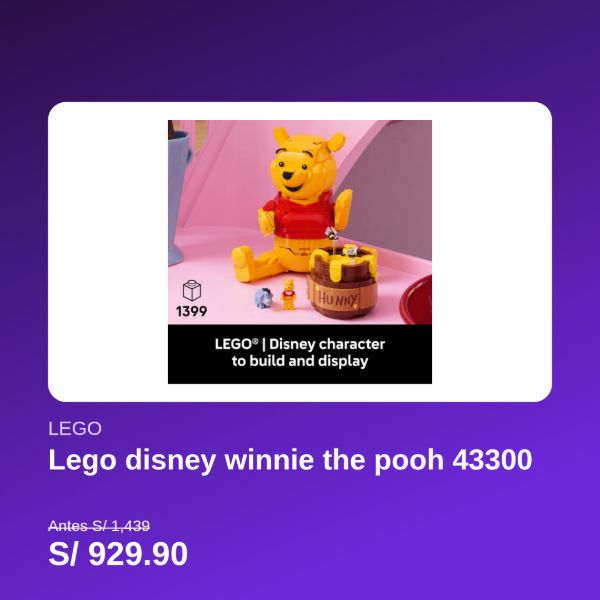 HUNNY
1399
LEGO® | Disney character
to build and display
LEGO
Lego disney winnie the pooh 43300
Antes S/ 1,439
S/ 929.90